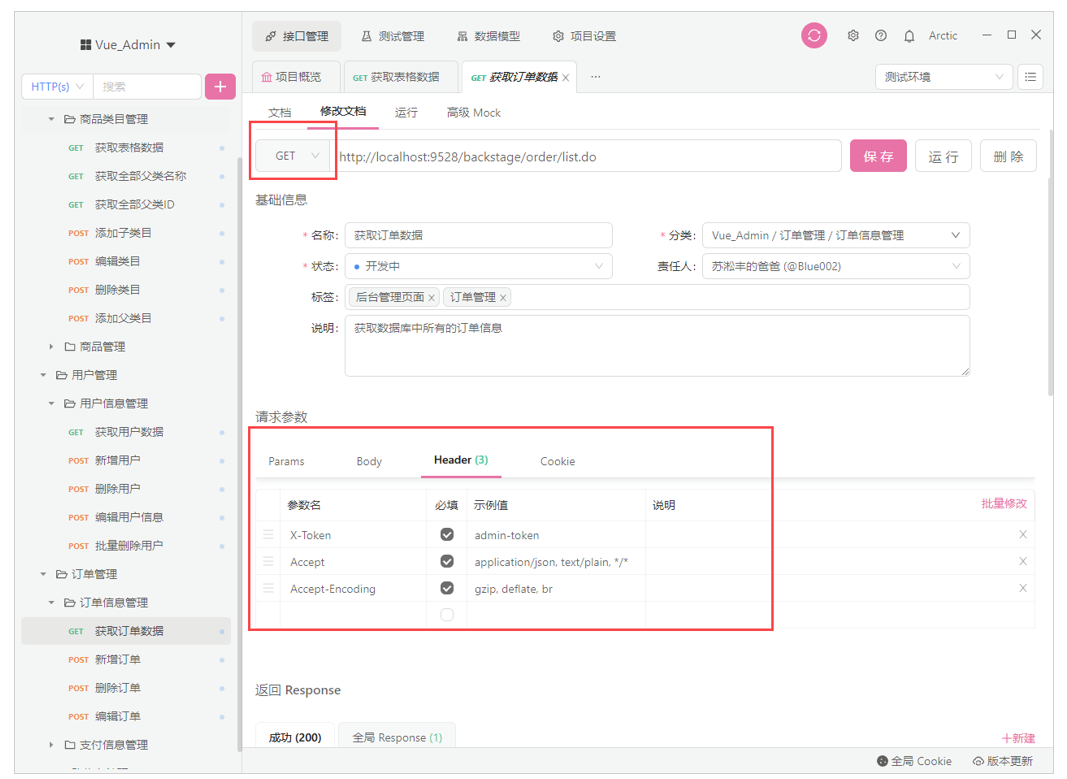 Vue_Admin
接口管理 测试管理 数据模型 项目设置 Arctic
HTTP(s) 搜索
项目概览 GET 获取表格数据 GET 获取订单数据 ... 测试环境
文档 修改文档 运行 高级 Mock
GET http://localhost:9528/backstage/order/list.do 保存 运行 删除
基础信息
* 名称: 获取订单数据 * 分类: Vue_Admin / 订单管理 / 订单信息管理
* 状态: 开发中 责任人: 苏凇丰的爸爸 (@Blue002)
标签: 后台管理页面 × 订单管理 ×
说明: 获取数据库中所有的订单信息
请求参数
Params Body Header (3) Cookie
参数名 必填 示例值 说明 批量修改
X-Token admin-token
Accept application/json, text/plain, */*
Accept-Encoding gzip, deflate, br
返回 Response
成功 (200) 全局 Response (1) +新建
全局 Cookie 版本更新
商品类目管理
GET 获取表格数据
GET 获取全部父类名称
GET 获取全部父类ID
POST 添加子类目
POST 编辑类目
POST 删除类目
POST 添加父类目
商品管理
用户管理
用户信息管理
GET 获取用户数据
POST 新增用户
POST 删除用户
POST 编辑用户信息
POST 批量删除用户
订单管理
订单信息管理
GET 获取订单数据
POST 新增订单
POST 删除订单
POST 编辑订单
支付信息管理